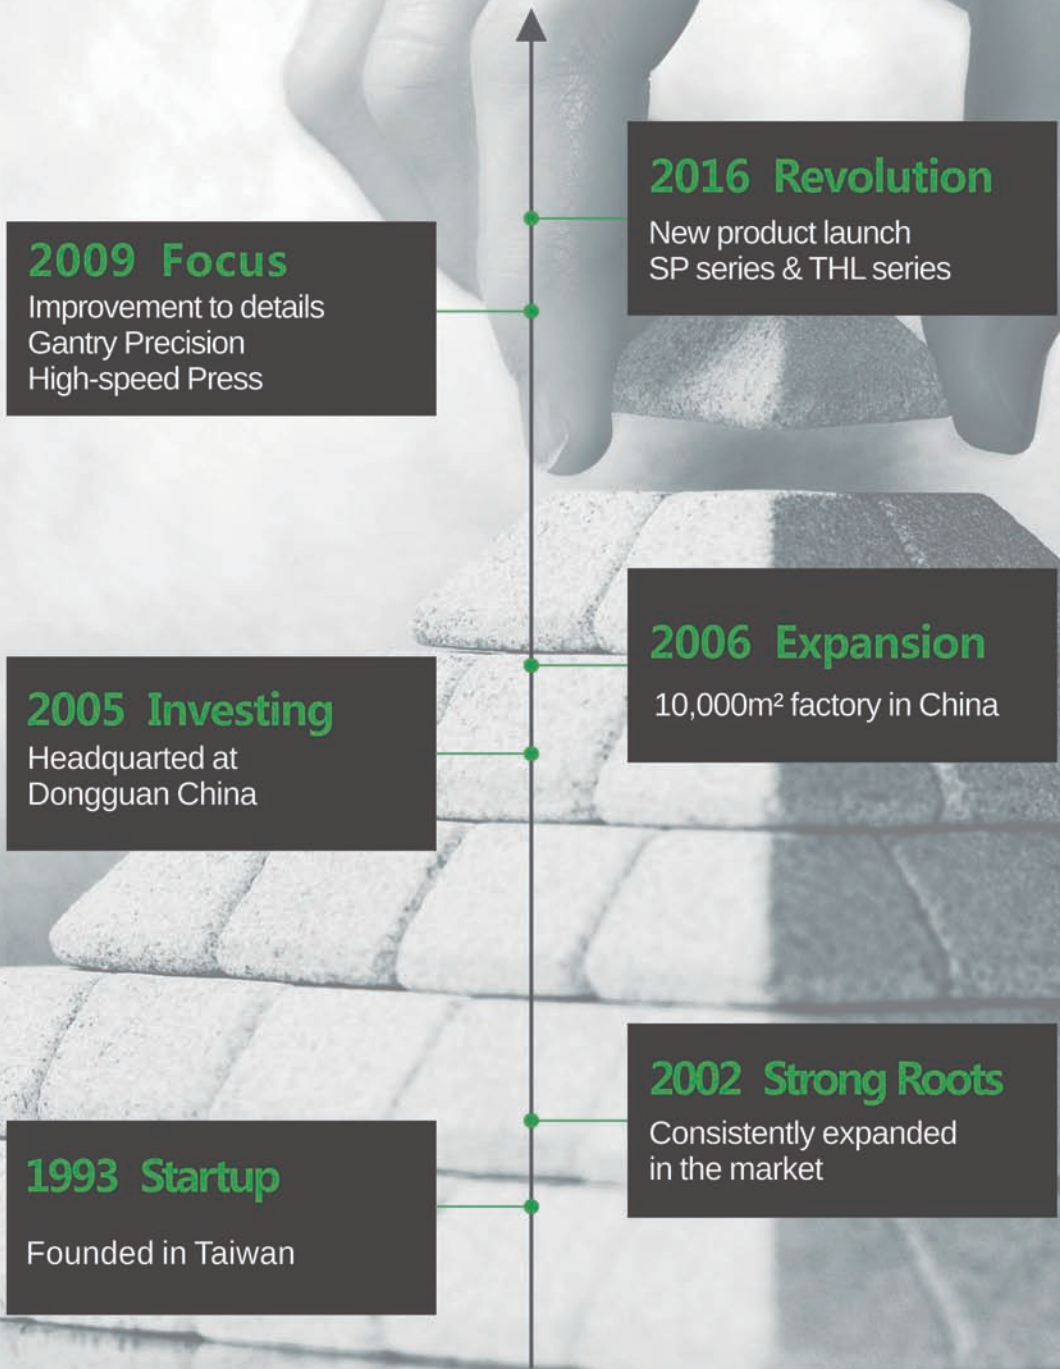 2016 Revolution
New product launch
SP series & THL series
2009 Focus
Improvement to details
Gantry Precision
High-speed Press
2006 Expansion
10,000m² factory in China
2005 Investing
Headquarted at
Dongguan China
2002 Strong Roots
Consistently expanded
in the market
1993 Startup
Founded in Taiwan